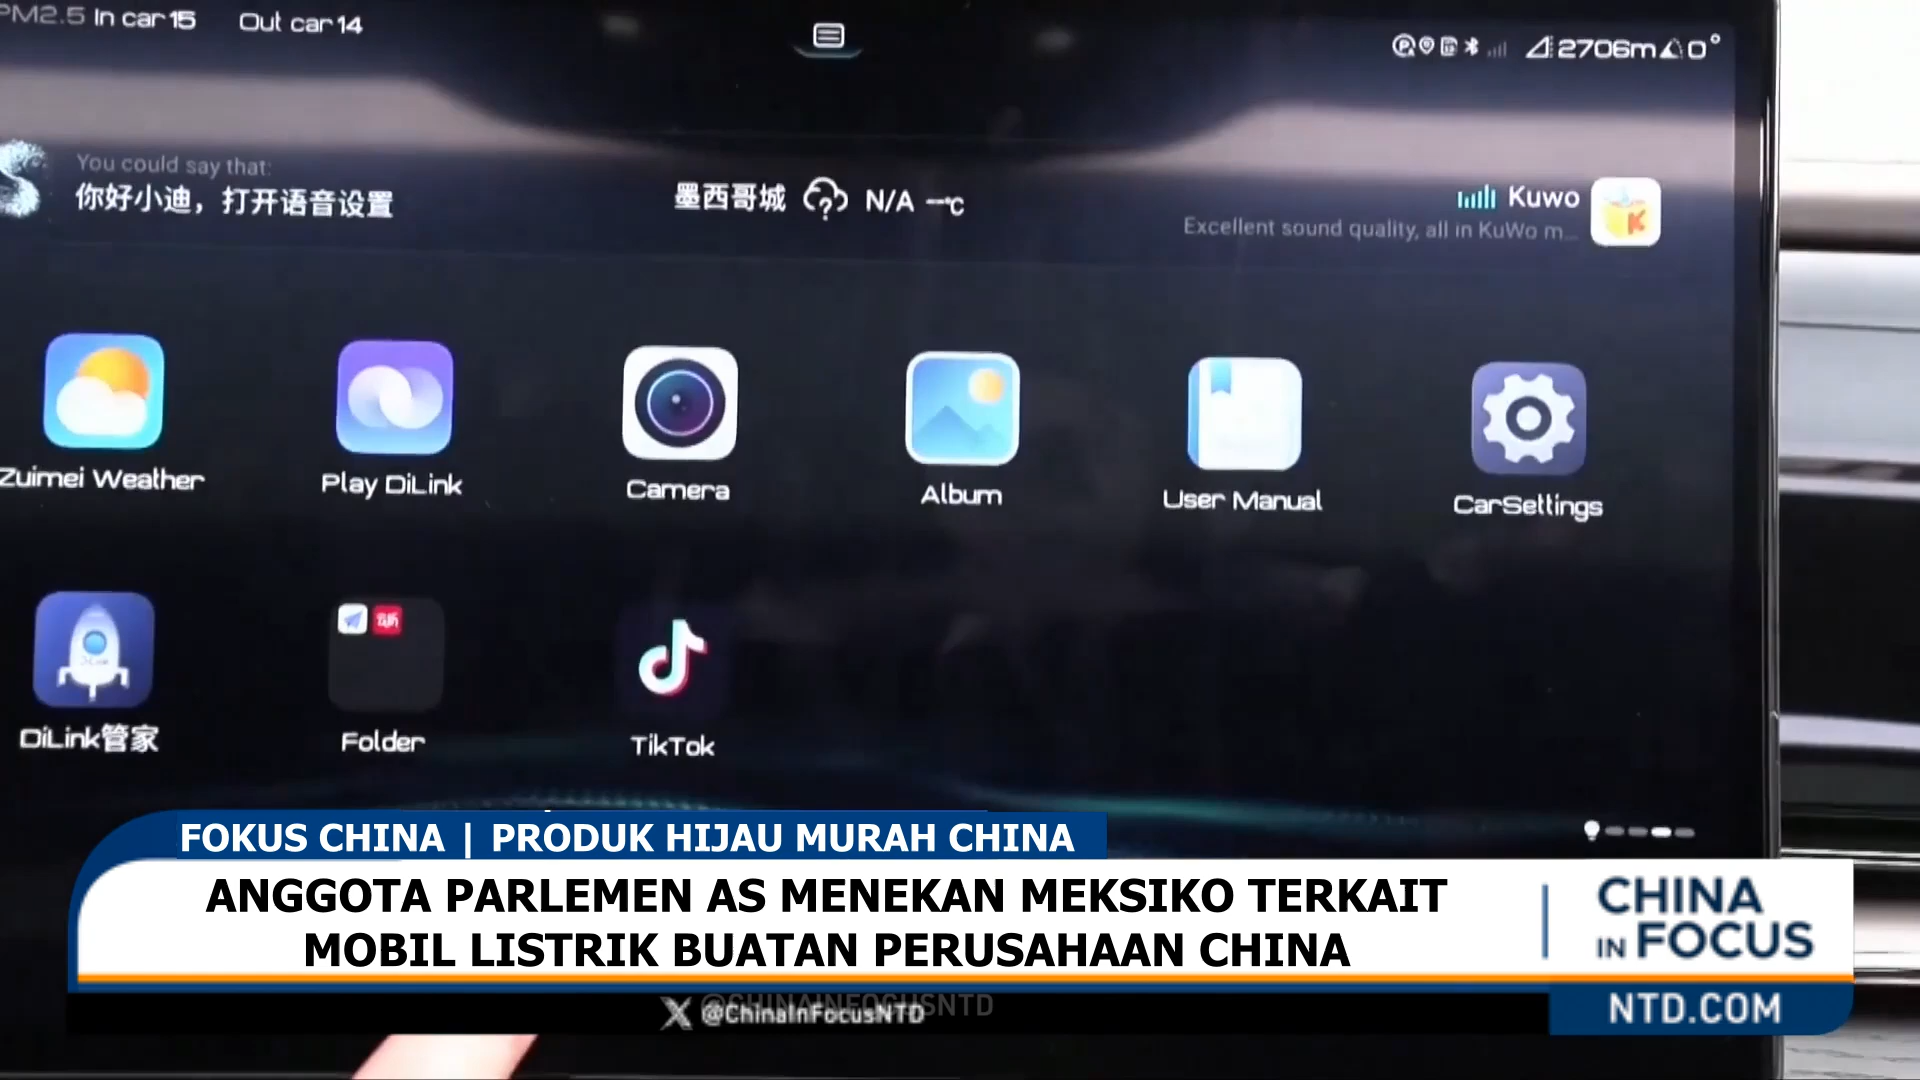 PM2.5 In car 15 Out car 14
2706m 0°
You could say that:
你好小迪，打开语音设置
墨西哥城 N/A --℃
Kuwo
Excellent sound quality, all in KuWo m...
Zuimei Weather
Play DiLink
Camera
Album
User Manual
CarSettings
DiLink管家
Folder
TikTok
FOKUS CHINA | PRODUK HIJAU MURAH CHINA
ANGGOTA PARLEMEN AS MENEKAN MEKSIKO TERKAIT
MOBIL LISTRIK BUATAN PERUSAHAAN CHINA
CHINA
IN FOCUS
NTD.COM
@CHINAINFOCUSNTD
@ChinaInFocusNTD